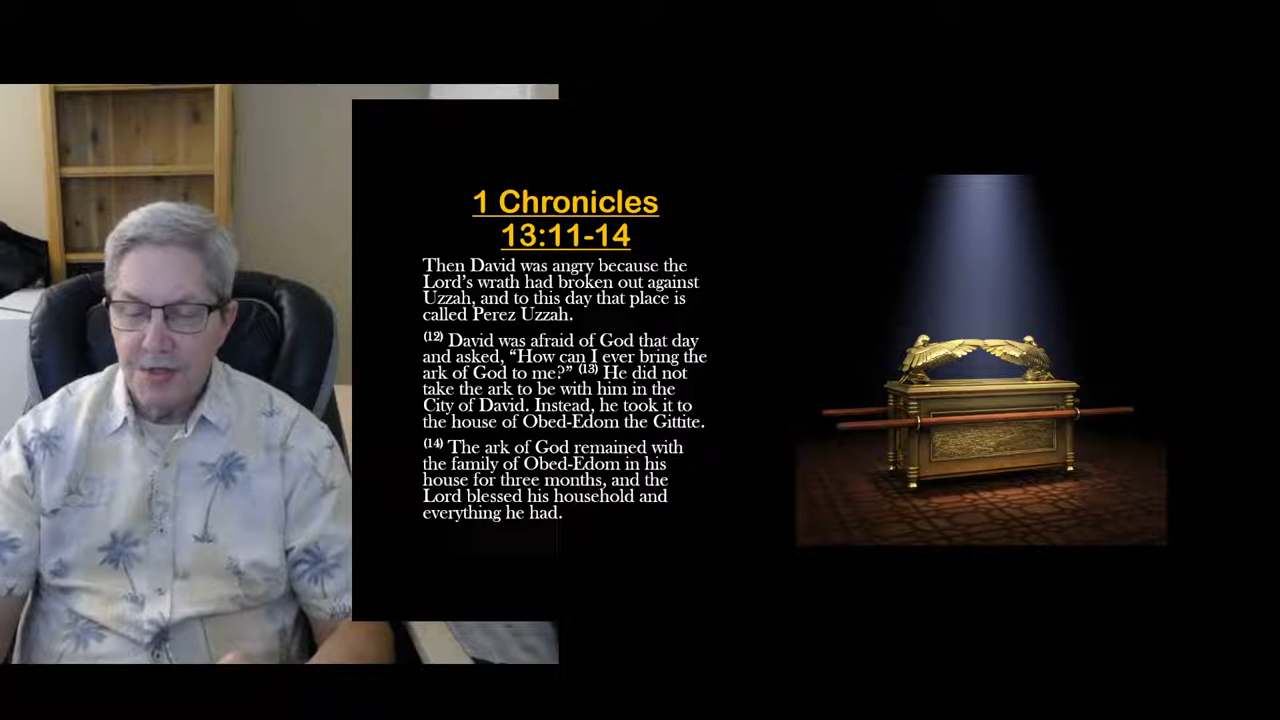 1 Chronicles
13:11-14
Then David was angry because the
Lord’s wrath had broken out against
Uzzah, and to this day that place is
called Perez Uzzah.
(12) David was afraid of God that day
and asked, “How can I ever bring the
ark of God to me?” (13) He did not
take the ark to be with him in the
City of David. Instead, he took it to
the house of Obed-Edom the Gittite.
(14) The ark of God remained with
the family of Obed-Edom in his
house for three months, and the
Lord blessed his household and
everything he had.